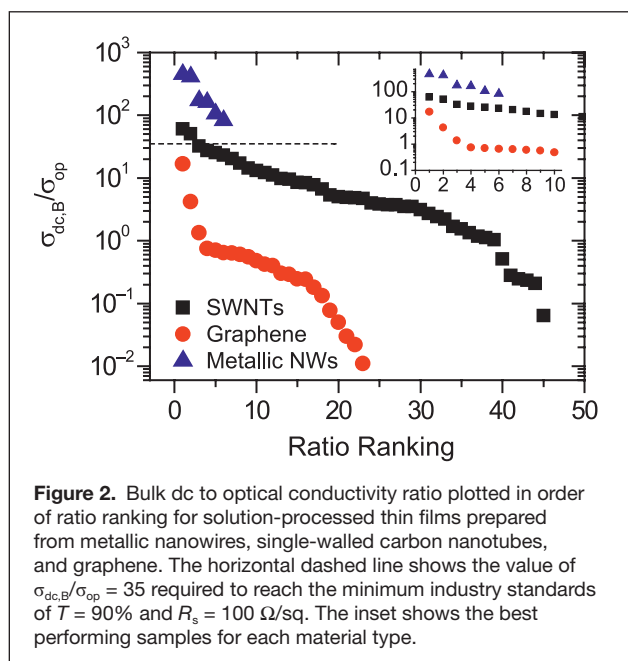 10³
10²
10¹
10⁰
10⁻¹
10⁻²
σdc,B/σop
100
10
1
0.1
0 2 4 6 8 10
SWNTs
Graphene
Metallic NWs
0 10 20 30 40 50
Ratio Ranking
Figure 2. Bulk dc to optical conductivity ratio plotted in order
of ratio ranking for solution-processed thin films prepared
from metallic nanowires, single-walled carbon nanotubes,
and graphene. The horizontal dashed line shows the value of
σdc,B/σop = 35 required to reach the minimum industry standards
of T = 90% and Rs = 100 Ω/sq. The inset shows the best
performing samples for each material type.